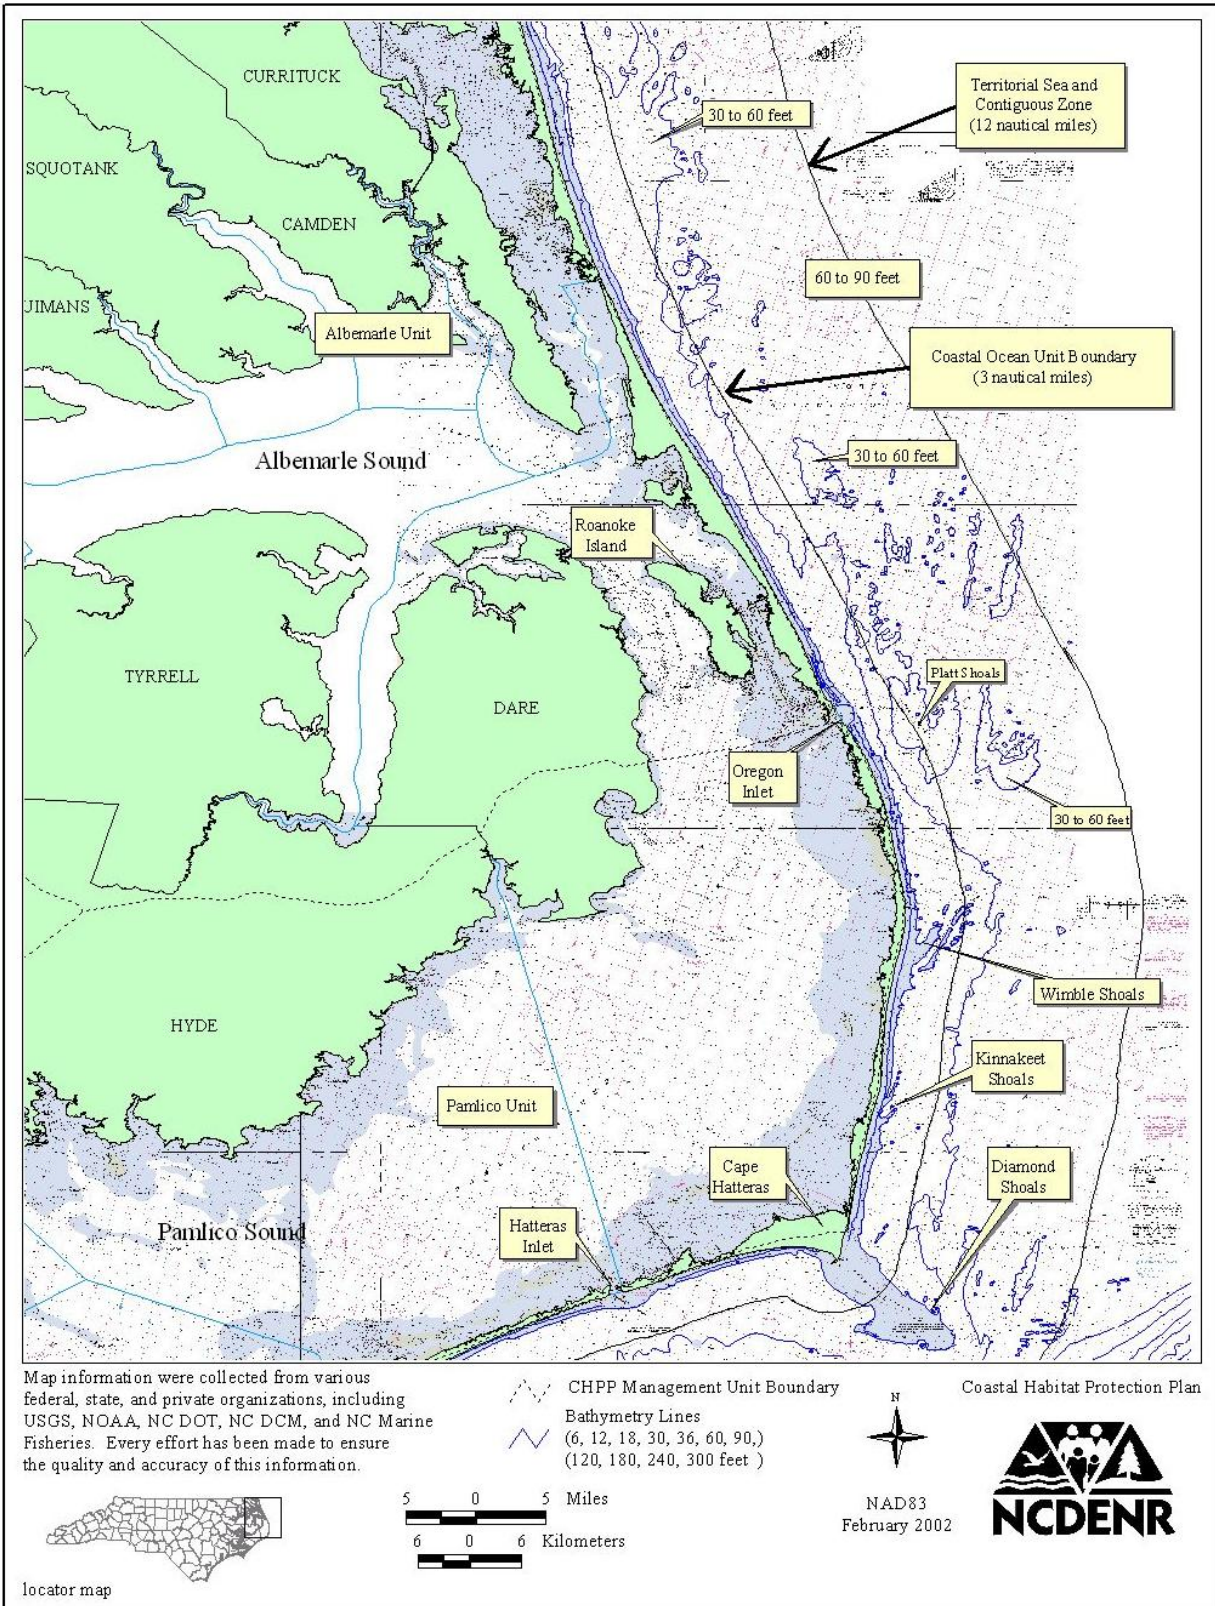 CURRITUCK
Territorial Sea and
Contiguous Zone
(12 nautical miles)
30 to 60 feet
SQUOTANK
CAMDEN
60 to 90 feet
UIMANS
Albemarle Unit
Coastal Ocean Unit Boundary
(3 nautical miles)
Albemarle Sound
30 to 60 feet
Roanoke
Island
TYRRELL
DARE
Platt Shoals
Oregon
Inlet
30 to 60 feet
Wimble Shoals
HYDE
Kinnakeet
Shoals
Pamlico Unit
Cape
Hatteras
Diamond
Shoals
Pamlico Sound
Hatteras
Inlet
Map information were collected from various
federal, state, and private organizations, including
USGS, NOAA, NC DOT, NC DCM, and NC Marine
Fisheries. Every effort has been made to ensure
the quality and accuracy of this information.
CHPP Management Unit Boundary
Bathymetry Lines
(6, 12, 18, 30, 36, 60, 90,)
(120, 180, 240, 300 feet )
N
Coastal Habitat Protection Plan
5 0 5 Miles
6 0 6 Kilometers
NAD83
February 2002
NCDENR
locator map